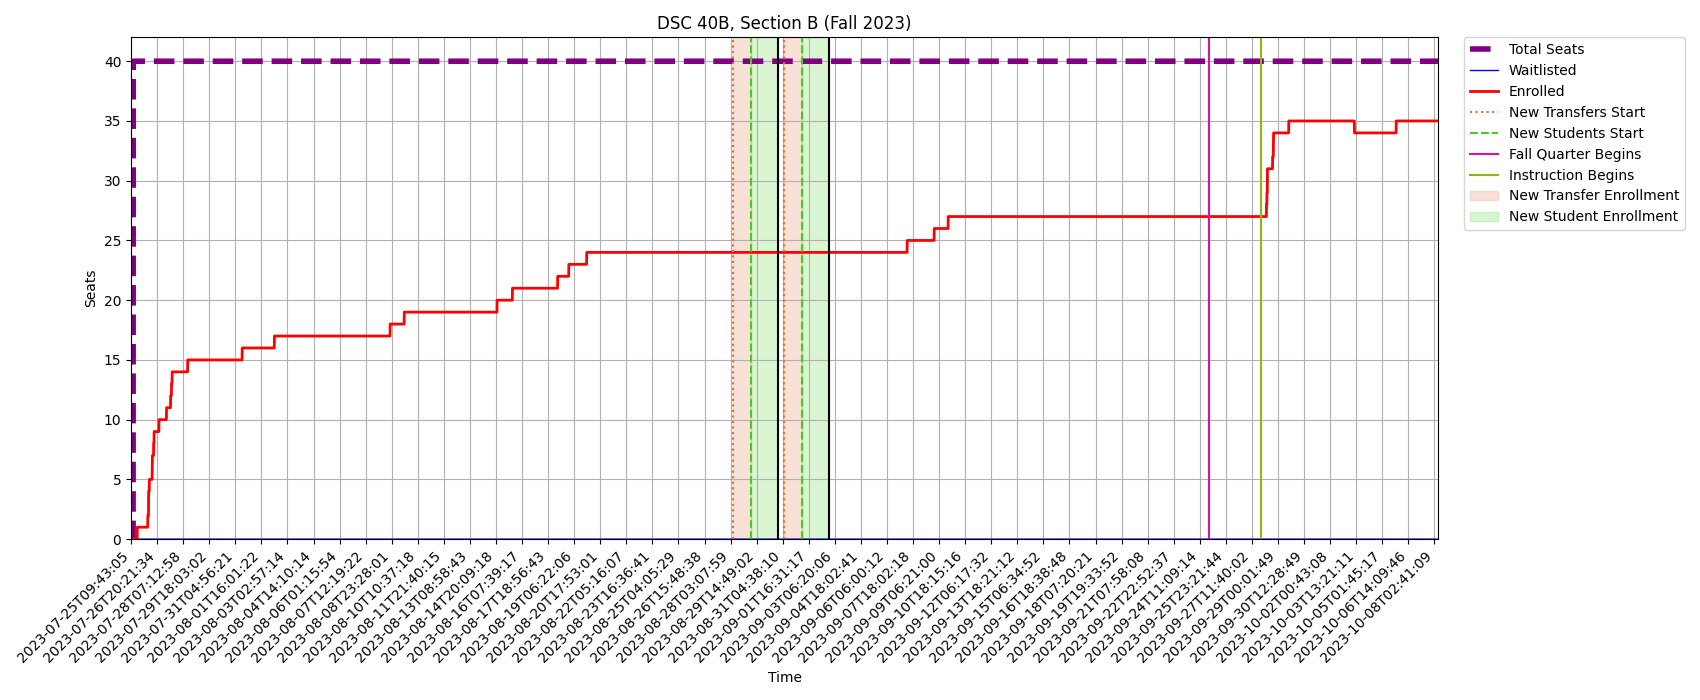 DSC 40B, Section B (Fall 2023)
Total Seats
Waitlisted
Enrolled
New Transfers Start
New Students Start
Fall Quarter Begins
Instruction Begins
New Transfer Enrollment
New Student Enrollment
Seats
40
35
30
25
20
15
10
5
0
2023-07-25T09:43:05
2023-07-26T20:21:34
2023-07-28T07:12:58
2023-07-29T18:03:02
2023-07-31T04:56:21
2023-08-01T16:01:22
2023-08-03T02:57:14
2023-08-04T14:10:14
2023-08-06T01:15:54
2023-08-07T12:19:22
2023-08-08T23:28:01
2023-08-10T10:37:18
2023-08-11T21:40:15
2023-08-13T08:58:43
2023-08-14T20:09:18
2023-08-16T07:39:17
2023-08-17T18:56:43
2023-08-19T06:22:06
2023-08-20T17:53:01
2023-08-22T05:16:07
2023-08-23T16:36:41
2023-08-25T04:05:29
2023-08-26T15:48:38
2023-08-28T03:07:59
2023-08-29T14:49:02
2023-08-31T04:38:10
2023-09-01T16:31:17
2023-09-03T06:20:06
2023-09-04T18:02:41
2023-09-06T06:00:12
2023-09-07T18:02:18
2023-09-09T06:21:00
2023-09-10T18:15:16
2023-09-12T06:17:32
2023-09-13T18:21:12
2023-09-15T06:34:52
2023-09-16T18:38:48
2023-09-18T07:20:21
2023-09-19T19:33:52
2023-09-21T07:58:08
2023-09-22T22:52:37
2023-09-24T11:09:14
2023-09-25T23:21:44
2023-09-27T11:40:02
2023-09-29T00:01:49
2023-09-30T12:28:49
2023-10-02T00:43:08
2023-10-03T13:21:11
2023-10-05T01:45:17
2023-10-06T14:09:46
2023-10-08T02:41:09
Time